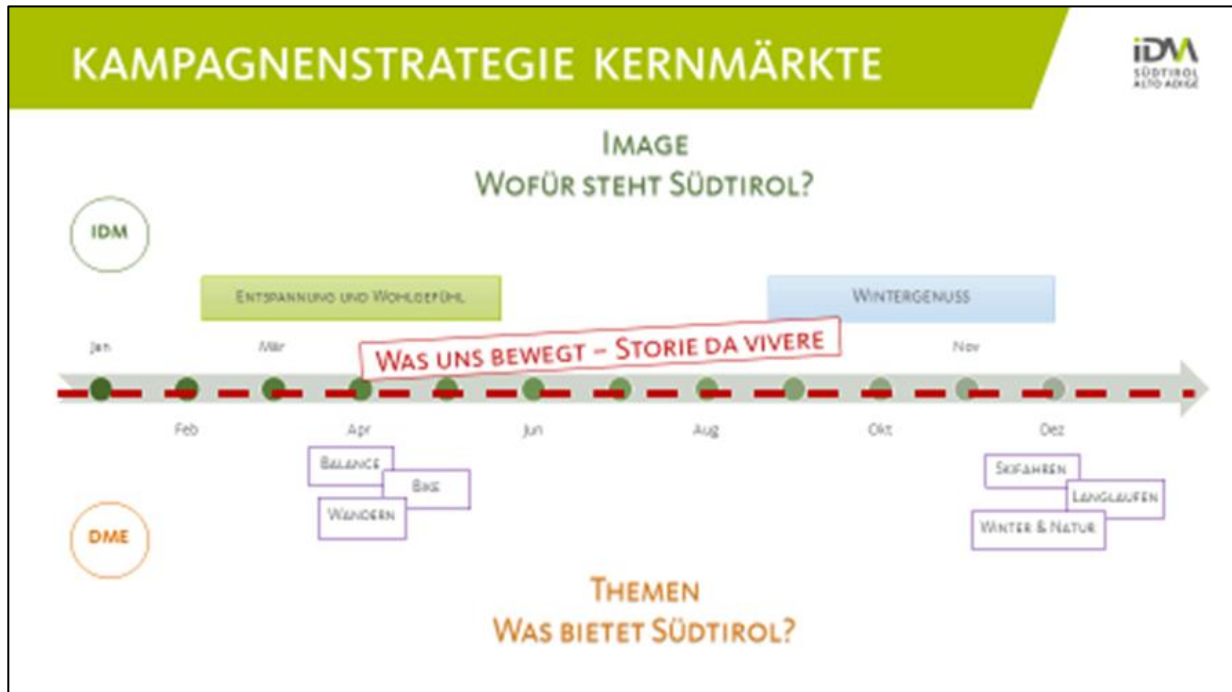 KAMPAGNENSTRATEGIE KERNMÄRKTE
iDM
SÜDTIROL
ALTO ADIGE
IMAGE
WOFÜR STEHT SÜDTIROL?
IDM
ENTSPANNUNG UND WOHLGEFÜHL
WINTERGENUSS
WAS UNS BEWEGT – STORIE DA VIVERE
Jan
Mär
Nov
Feb
Apr
Jun
Aug
Okt
Dez
BALANCE
BIKE
WANDERN
SKIFAHREN
LANGLAUFEN
WINTER & NATUR
DME
THEMEN
WAS BIETET SÜDTIROL?